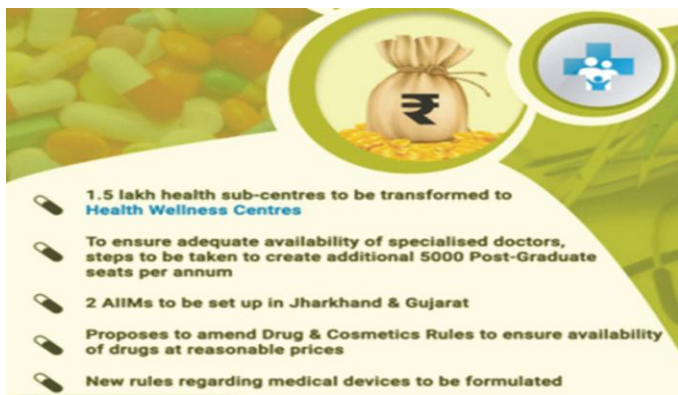 ₹
1.5 lakh health sub-centres to be transformed to
Health Wellness Centres
To ensure adequate availability of specialised doctors,
steps to be taken to create additional 5000 Post-Graduate
seats per annum
2 AIIMs to be set up in Jharkhand & Gujarat
Proposes to amend Drug & Cosmetics Rules to ensure availability
of drugs at reasonable prices
New rules regarding medical devices to be formulated